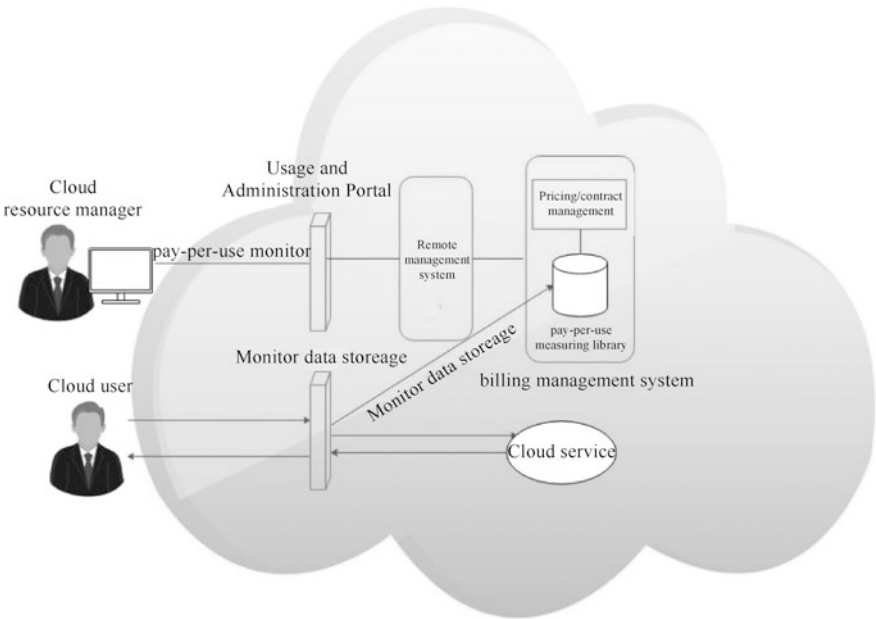 Usage and
Administration Portal
Cloud
resource manager
pay-per-use monitor
Remote
management
system
Pricing/contract
management
pay-per-use
measuring library
billing management system
Monitor data storeage
Monitor data storeage
Cloud user
Cloud service